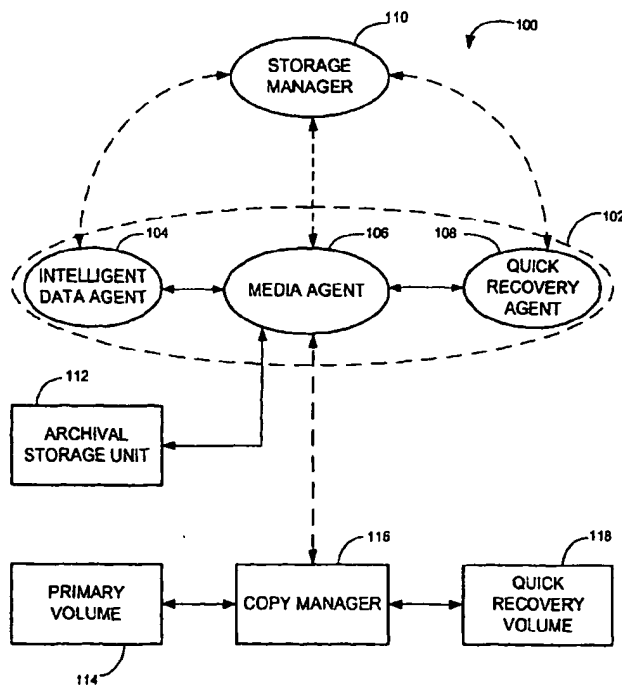 110
100
STORAGE
MANAGER
102
104
106
108
INTELLIGENT
DATA AGENT
MEDIA AGENT
QUICK
RECOVERY
AGENT
112
ARCHIVAL
STORAGE UNIT
116
118
PRIMARY
VOLUME
COPY MANAGER
QUICK
RECOVERY
VOLUME
114